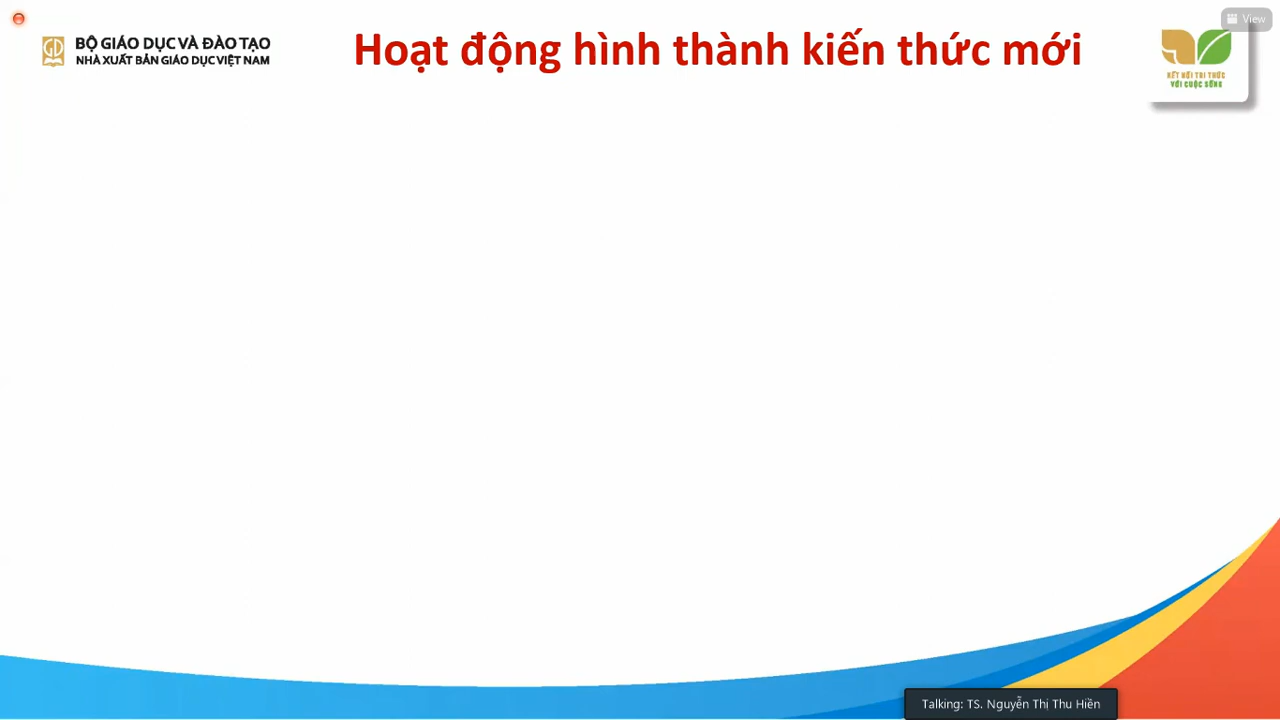 View
BỘ GIÁO DỤC VÀ ĐÀO TẠO
NHÀ XUẤT BẢN GIÁO DỤC VIỆT NAM
Hoạt động hình thành kiến thức mới
KẾT NỐI TRI THỨC
VỚI CUỘC SỐNG
Talking: TS. Nguyễn Thị Thu Hiền